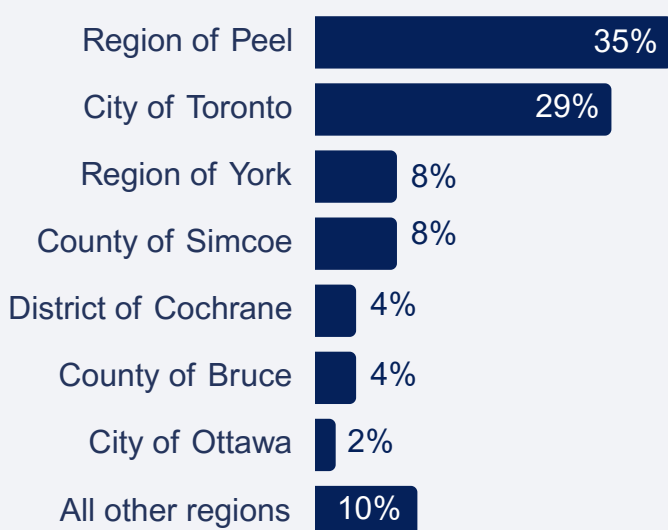 Region of Peel 35%
City of Toronto 29%
Region of York 8%
County of Simcoe 8%
District of Cochrane 4%
County of Bruce 4%
City of Ottawa 2%
All other regions 10%